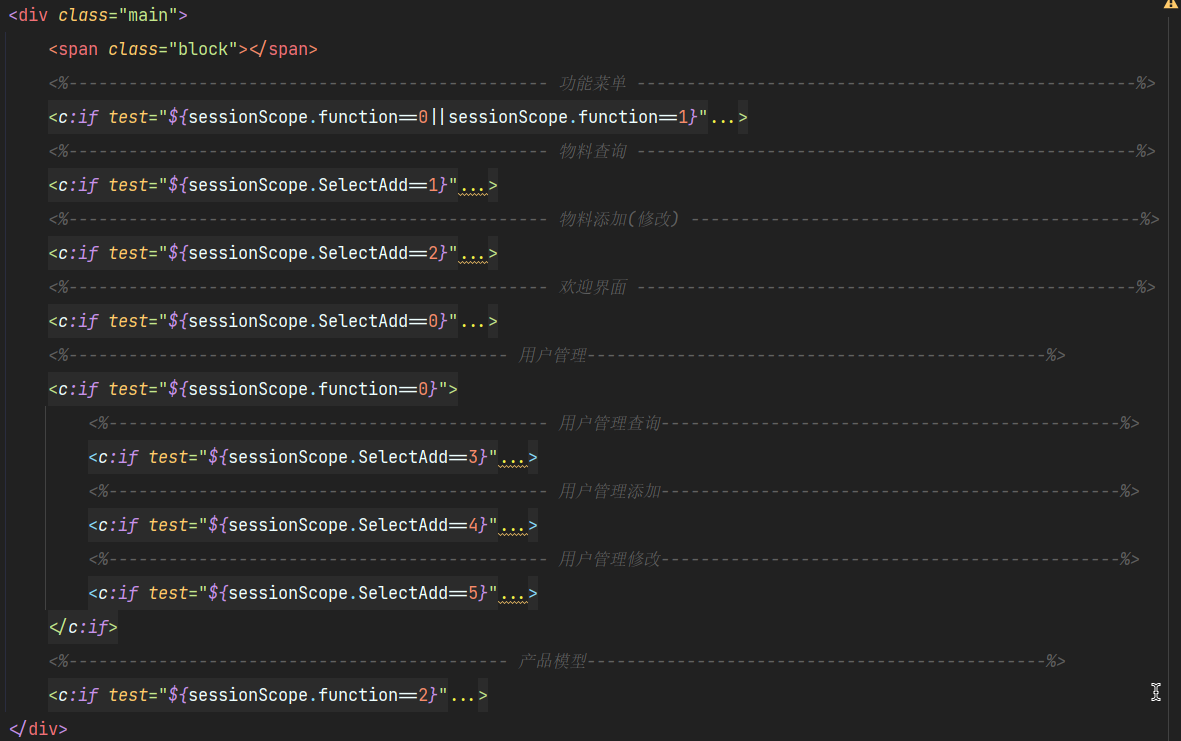 <div class="main">
<span class="block"></span>
<%------------------------------------------------ 功能菜单 --------------------------------------------------%>
<c:if test="${sessionScope.function==0||sessionScope.function==1}"...>
<%------------------------------------------------ 物料查询 --------------------------------------------------%>
<c:if test="${sessionScope.SelectAdd==1}"...>
<%------------------------------------------------ 物料添加(修改) ---------------------------------------------%>
<c:if test="${sessionScope.SelectAdd==2}"...>
<%------------------------------------------------ 欢迎界面 --------------------------------------------------%>
<c:if test="${sessionScope.SelectAdd==0}"...>
<%-------------------------------------------- 用户管理----------------------------------------------%>
<c:if test="${sessionScope.function==0}">
<%-------------------------------------------- 用户管理查询----------------------------------------------%>
<c:if test="${sessionScope.SelectAdd==3}"...>
<%-------------------------------------------- 用户管理添加----------------------------------------------%>
<c:if test="${sessionScope.SelectAdd==4}"...>
<%-------------------------------------------- 用户管理修改----------------------------------------------%>
<c:if test="${sessionScope.SelectAdd==5}"...>
</c:if>
<%-------------------------------------------- 产品模型----------------------------------------------%>
<c:if test="${sessionScope.function==2}"...>
</div>